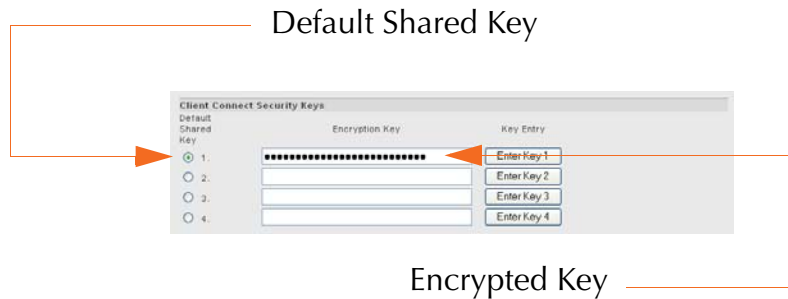 Default Shared Key
Client Connect Security Keys
Default
Shared
Key
Encryption Key
Key Entry
1.
••••••••••••••••••••••••••
Enter Key 1
2.
Enter Key 2
3.
Enter Key 3
4.
Enter Key 4
Encrypted Key